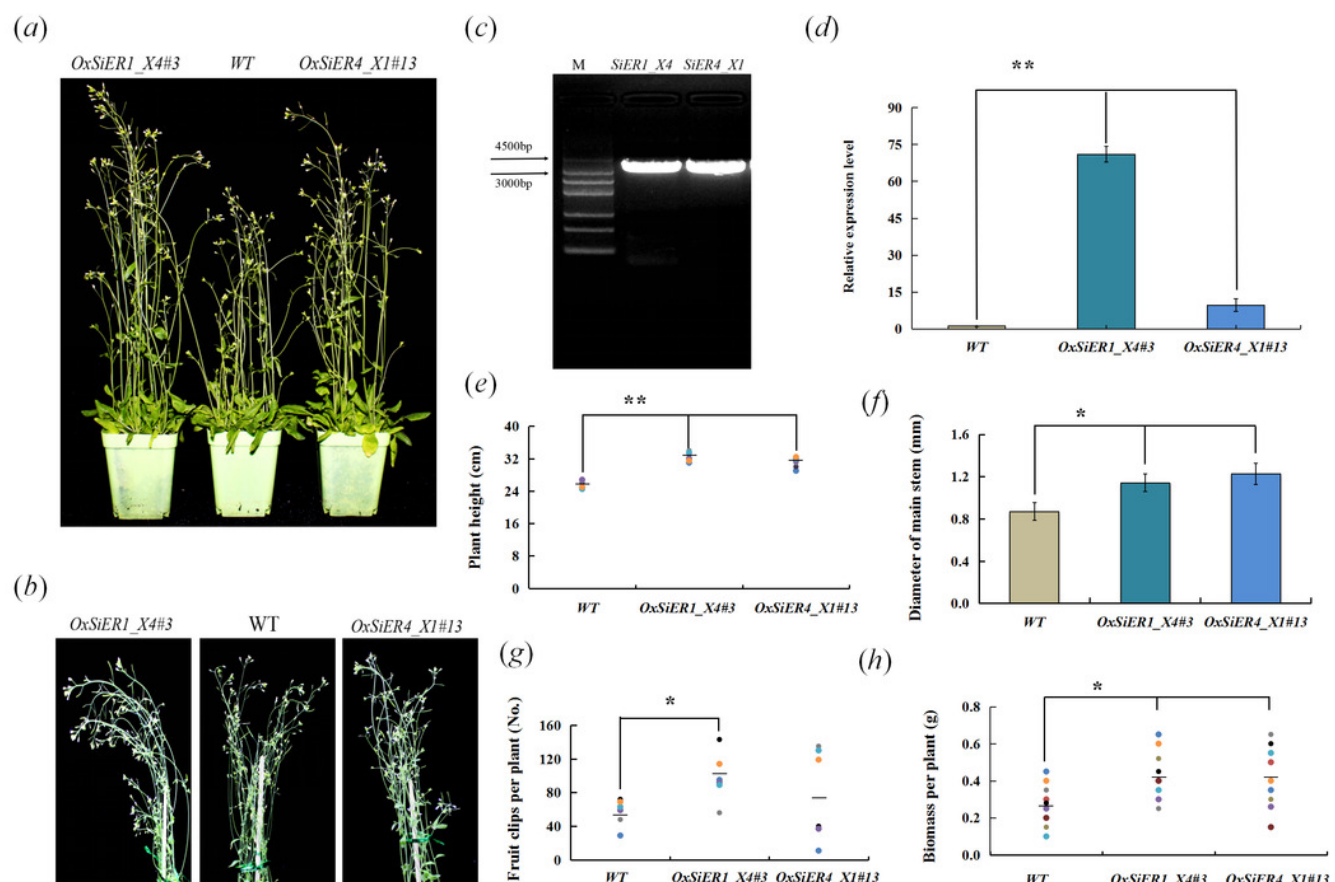 (a)
OxSiER1_X4#3 WT OxSiER4_X1#13
(b)
OxSiER1_X4#3 WT OxSiER4_X1#13
(c)
M SiER1_X4 SiER4_X1
4500bp
3000bp
(d)
**
Relative expression level
90
75
60
45
30
15
0
WT OxSiER1_X4#3 OxSiER4_X1#13
(e)
**
Plant height (cm)
40
32
24
16
8
0
WT OxSiER1_X4#3 OxSiER4_X1#13
(f)
*
Diameter of main stem (mm)
1.6
1.2
0.8
0.4
0.0
WT OxSiER1_X4#3 OxSiER4_X1#13
(g)
*
Fruit clips per plant (No.)
160
120
80
40
0
WT OxSiER1_X4#3 OxSiER4_X1#13
(h)
*
Biomass per plant (g)
0.8
0.6
0.4
0.2
0.0
WT OxSiER1_X4#3 OxSiER4_X1#13